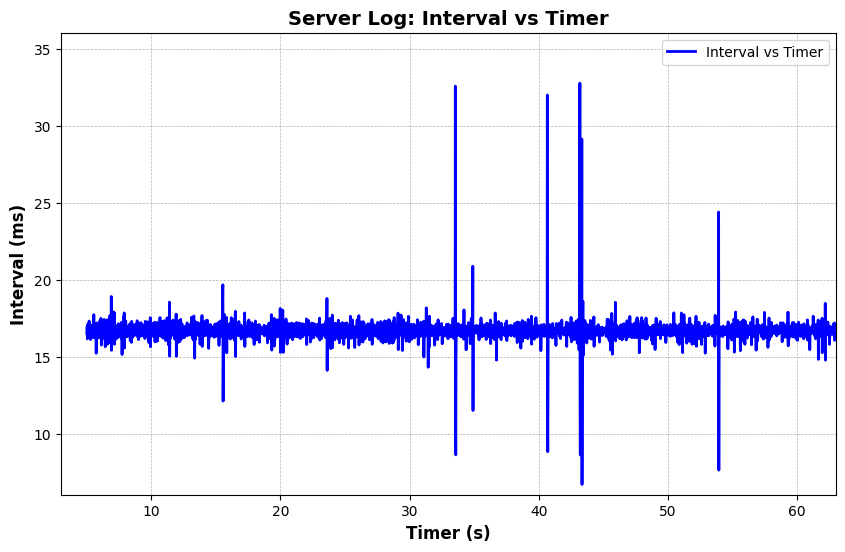 Server Log: Interval vs Timer
Interval vs Timer
35
30
25
20
15
10
Interval (ms)
10 20 30 40 50 60
Timer (s)